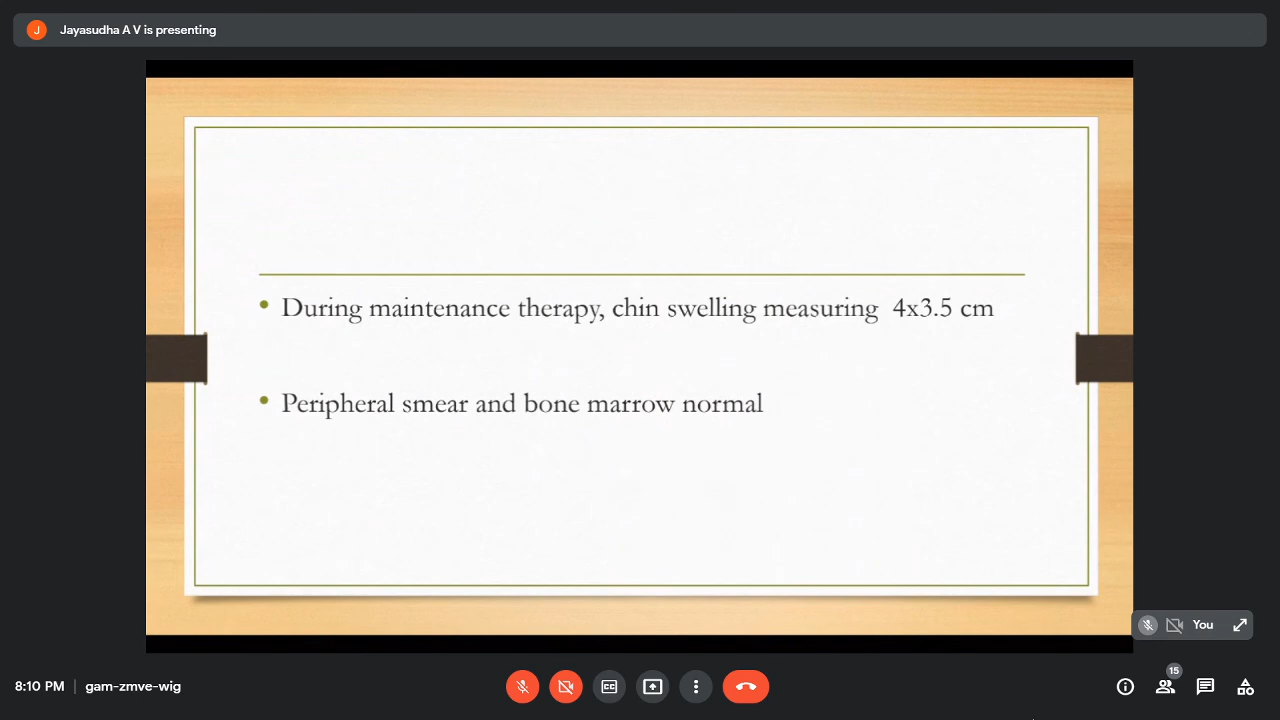 J Jayasudha A V is presenting
• During maintenance therapy, chin swelling measuring 4x3.5 cm
• Peripheral smear and bone marrow normal
You
15
8:10 PM | gam-zmve-wig
CC